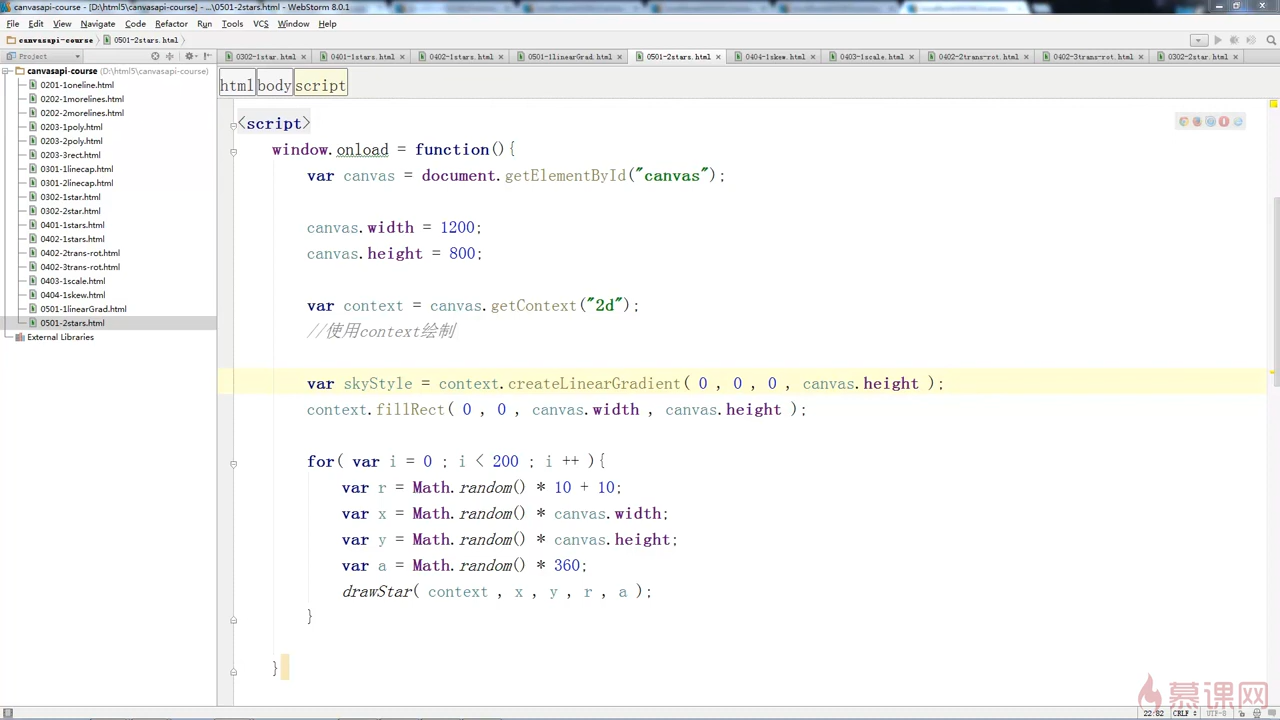 canvasapi-course - [D:\html5\canvasapi-course] - ...\0501-2stars.html - WebStorm 8.0.1
File Edit View Navigate Code Refactor Run Tools VCS Window Help
canvasapi-course 0501-2stars.html
Project
0302-1star.html 0401-1stars.html 0402-1stars.html 0501-1linearGrad.html 0501-2stars.html 0404-1skew.html 0403-1scale.html 0402-2trans-rot.html 0402-3trans-rot.html 0302-2star.html
canvasapi-course (D:\html5\canvasapi-course)
0201-1oneline.html
0202-1morelines.html
0202-2morelines.html
0203-1poly.html
0203-2poly.html
0203-3rect.html
0301-1linecap.html
0301-2linecap.html
0302-1star.html
0302-2star.html
0401-1stars.html
0402-1stars.html
0402-2trans-rot.html
0402-3trans-rot.html
0403-1scale.html
0404-1skew.html
0501-1linearGrad.html
0501-2stars.html
External Libraries
html body script
<script>
window.onload = function(){
var canvas = document.getElementById("canvas");
canvas.width = 1200;
canvas.height = 800;
var context = canvas.getContext("2d");
//使用context绘制
var skyStyle = context.createLinearGradient( 0 , 0 , 0 , canvas.height );
context.fillRect( 0 , 0 , canvas.width , canvas.height );
for( var i = 0 ; i < 200 ; i ++ ){
var r = Math.random() * 10 + 10;
var x = Math.random() * canvas.width;
var y = Math.random() * canvas.height;
var a = Math.random() * 360;
drawStar( context , x , y , r , a );
}
}
慕课网
22:82 CRLF UTF-8